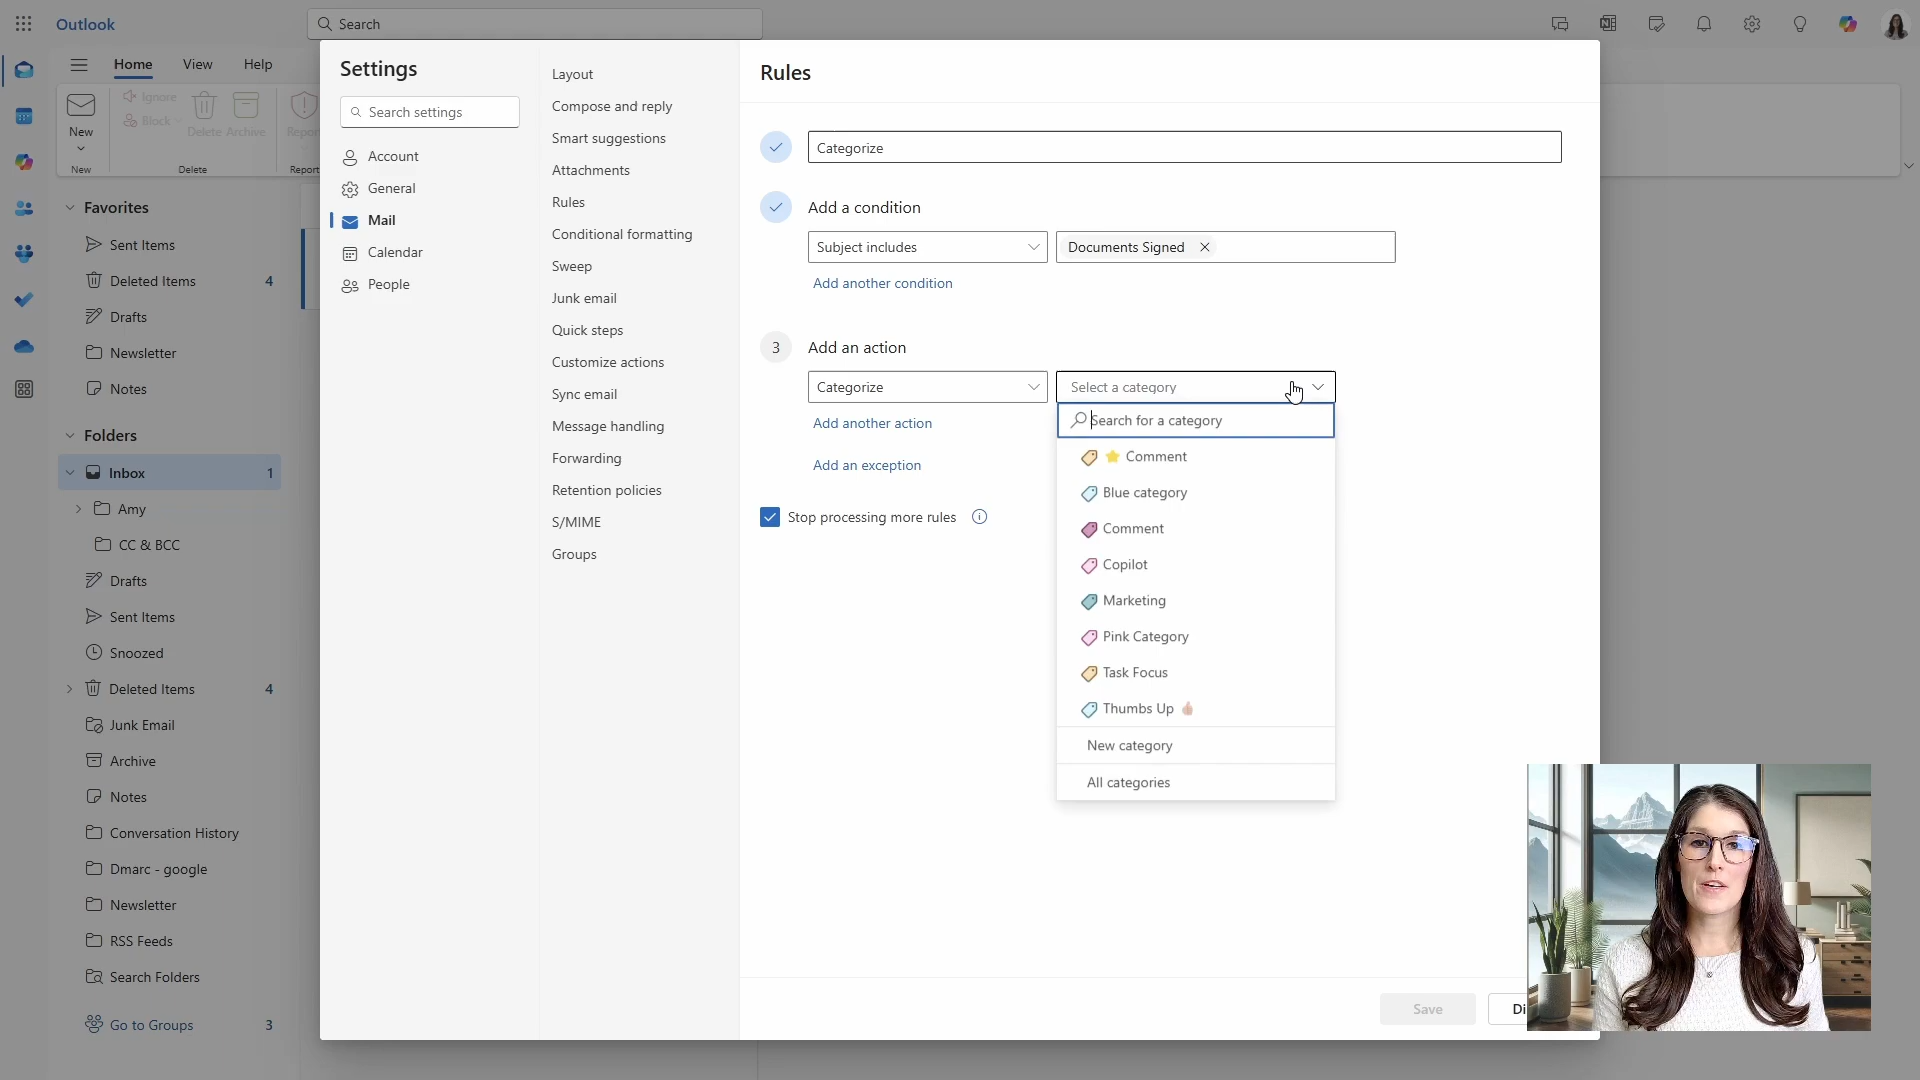 Outlook
Search
Home
View
Help
New
Ignore
Block
Delete
Archive
Report
New
Delete
Report
Favorites
Sent Items
Deleted Items 4
Drafts
Newsletter
Notes
Folders
Inbox 1
Amy
CC & BCC
Drafts
Sent Items
Snoozed
Deleted Items 4
Junk Email
Archive
Notes
Conversation History
Dmarc - google
Newsletter
RSS Feeds
Search Folders
Go to Groups 3
Settings
Search settings
Account
General
Mail
Calendar
People
Layout
Compose and reply
Smart suggestions
Attachments
Rules
Conditional formatting
Sweep
Junk email
Quick steps
Customize actions
Sync email
Message handling
Forwarding
Retention policies
S/MIME
Groups
Rules
Categorize
Add a condition
Subject includes
Documents Signed
Add another condition
3
Add an action
Categorize
Select a category
Add another action
Add an exception
Stop processing more rules
Search for a category
Comment
Blue category
Comment
Copilot
Marketing
Pink Category
Task Focus
Thumbs Up
New category
All categories
Save
Di